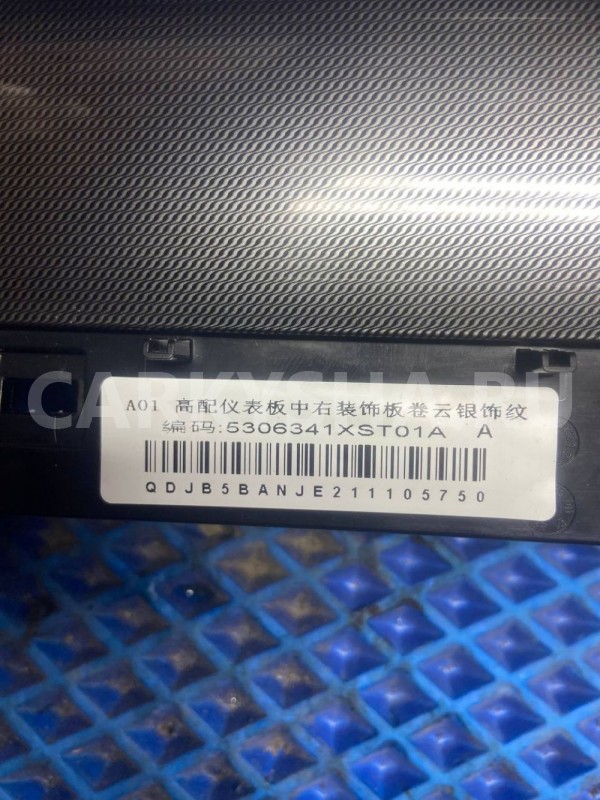 CARKYSHA.RU
A01 高配仪表板中右装饰板卷云银饰纹
编码:5306341XST01A A
QDJB5BANJE211105750